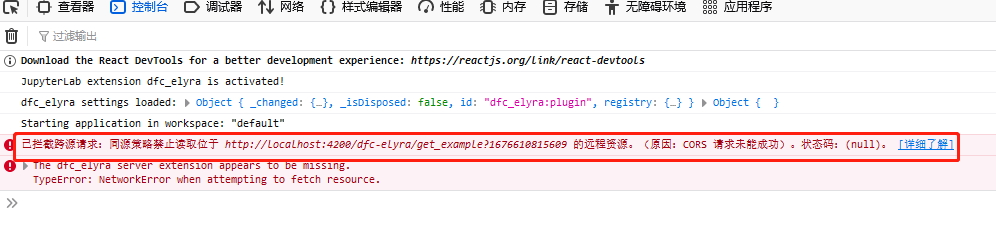 查看器 控制台 调试器 网络 样式编辑器 性能 内存 存储 无障碍环境 应用程序
过滤输出
Download the React DevTools for a better development experience: https://reactjs.org/link/react-devtools
JupyterLab extension dfc_elyra is activated!
dfc_elyra settings loaded: Object { _changed: {…}, _isDisposed: false, id: "dfc_elyra:plugin", registry: {…} } Object {  }
Starting application in workspace: "default"
已拦截跨源请求：同源策略禁止读取位于 http://localhost:4200/dfc-elyra/get_example?1676610815609 的远程资源。（原因：CORS 请求未能成功）。状态码：(null)。 [详细了解]
The dfc_elyra server extension appears to be missing.
TypeError: NetworkError when attempting to fetch resource.